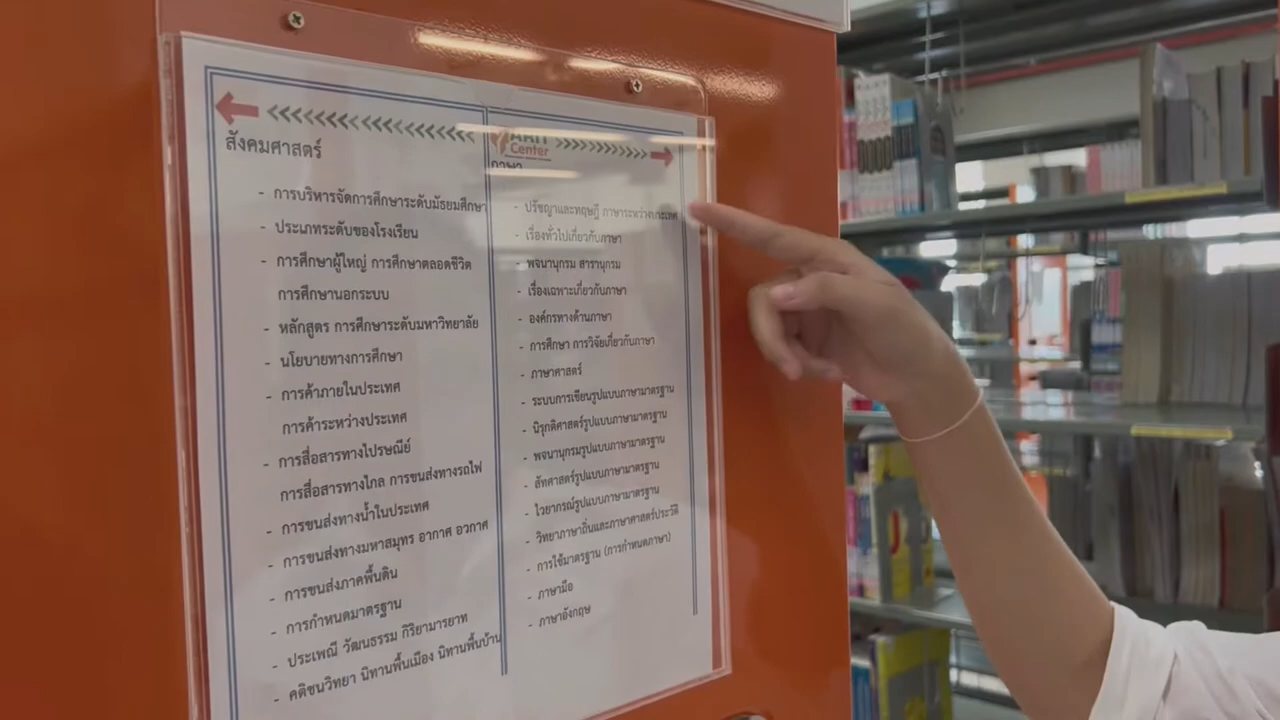 สังคมศาสตร์
- การบริหารจัดการศึกษาระดับมัธยมศึกษา
- ประเภทระดับของโรงเรียน
- การศึกษาผู้ใหญ่ การศึกษาตลอดชีวิต
การศึกษานอกระบบ
- หลักสูตร การศึกษาระดับมหาวิทยาลัย
- นโยบายทางการศึกษา
- การค้าภายในประเทศ
การค้าระหว่างประเทศ
- การสื่อสารทางไปรษณีย์
การสื่อสารทางไกล การขนส่งทางรถไฟ
- การขนส่งทางน้ำในประเทศ
- การขนส่งทางมหาสมุทร อากาศ อวกาศ
- การขนส่งภาคพื้นดิน
- การกำหนดมาตรฐาน
- ประเพณี วัฒนธรรม กิริยามารยาท
- คติชนวิทยา นิทานพื้นเมือง นิทานพื้นบ้าน
ARIT
Center
ภาษา
- ปรัชญาและทฤษฎี ภาษาระหว่างประเทศ
- เรื่องทั่วไปเกี่ยวกับภาษา
- พจนานุกรม สารานุกรม
- เรื่องเฉพาะเกี่ยวกับภาษา
- องค์กรทางด้านภาษา
- การศึกษา การวิจัยเกี่ยวกับภาษา
- ภาษาศาสตร์
- ระบบการเขียนรูปแบบภาษามาตรฐาน
- นิรุกติศาสตร์รูปแบบภาษามาตรฐาน
- พจนานุกรมรูปแบบภาษามาตรฐาน
- สัทศาสตร์รูปแบบภาษามาตรฐาน
- ไวยากรณ์รูปแบบภาษามาตรฐาน
- วิทยาภาษาถิ่นและภาษาศาสตร์ประวัติ
- การใช้มาตรฐาน (การกำหนดภาษา)
- ภาษามือ
- ภาษาอังกฤษ